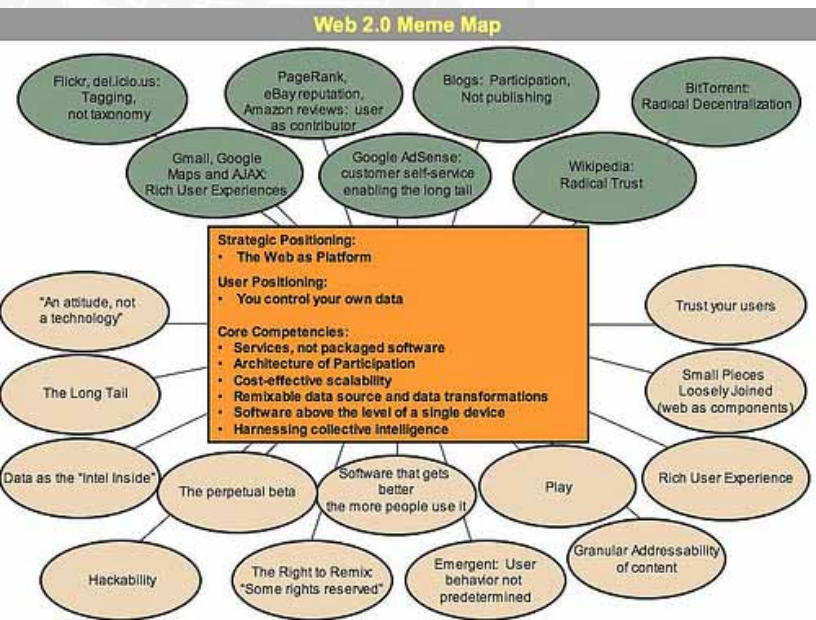 Web 2.0 Meme Map
Flickr, del.icio.us:
Tagging,
not taxonomy
PageRank,
eBay reputation,
Amazon reviews: user
as contributor
Blogs: Participation,
Not publishing
BitTorrent:
Radical Decentralization
Gmail, Google
Maps and AJAX:
Rich User Experiences
Google AdSense:
customer self-service
enabling the long tail
Wikipedia:
Radical Trust
Strategic Positioning:
• The Web as Platform
User Positioning:
• You control your own data
Core Competencies:
• Services, not packaged software
• Architecture of Participation
• Cost-effective scalability
• Remixable data source and data transformations
• Software above the level of a single device
• Harnessing collective intelligence
"An attitude, not
a technology"
Trust your users
The Long Tail
Small Pieces
Loosely Joined
(web as components)
Data as the "Intel Inside"
The perpetual beta
Software that gets
better
the more people use it
Play
Rich User Experience
Hackability
The Right to Remix:
"Some rights reserved"
Emergent: User
behavior not
predetermined
Granular Addressability
of content